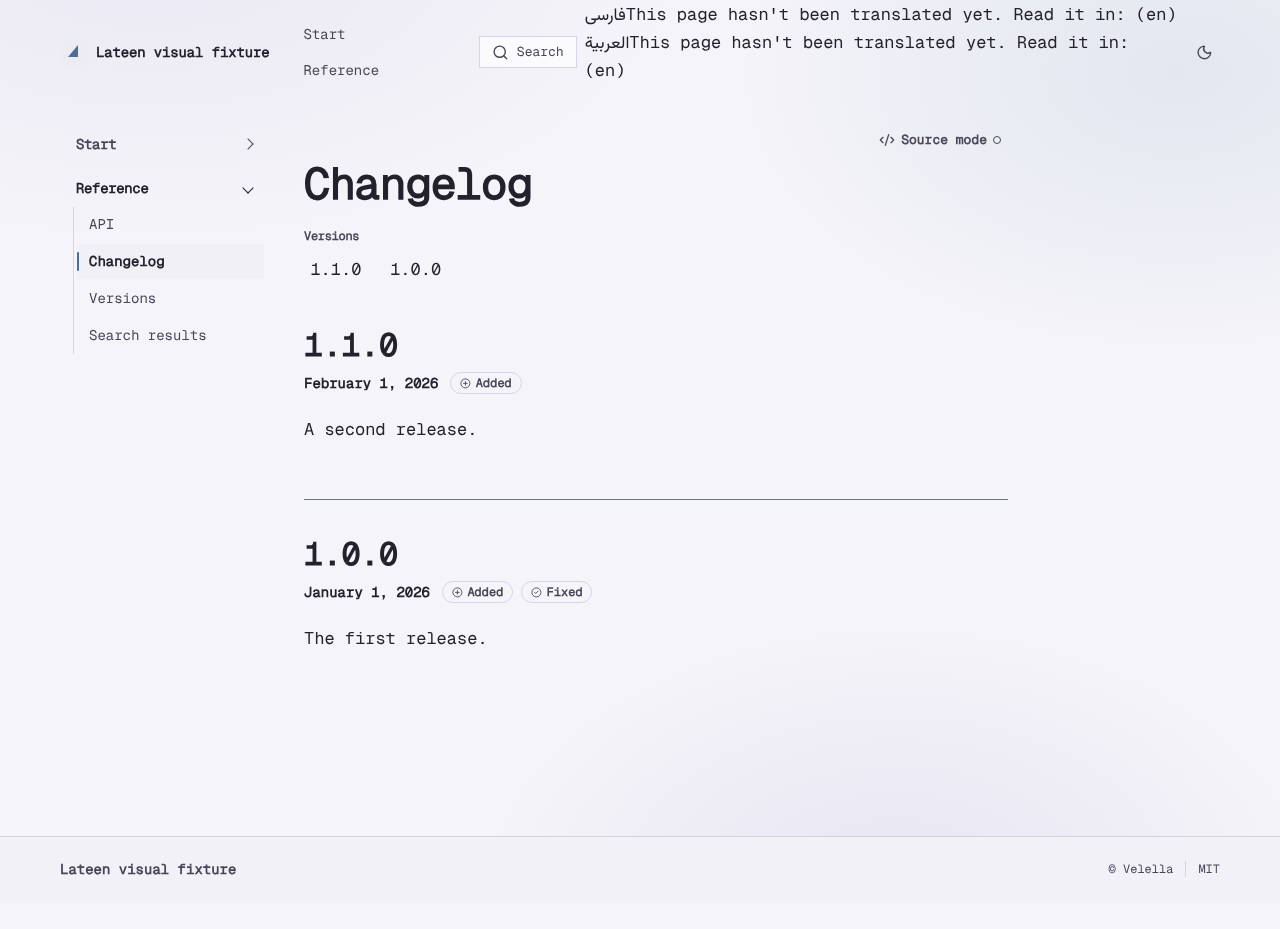 Lateen visual fixture
Start
Reference
Search
فارسیThis page hasn't been translated yet. Read it in: (en)
العربيةThis page hasn't been translated yet. Read it in:
(en)
Start
Reference
API
Changelog
Versions
Search results
Source mode
Changelog
Versions
1.1.0 1.0.0
1.1.0
February 1, 2026 Added
A second release.
1.0.0
January 1, 2026 Added Fixed
The first release.
Lateen visual fixture
© Velella MIT